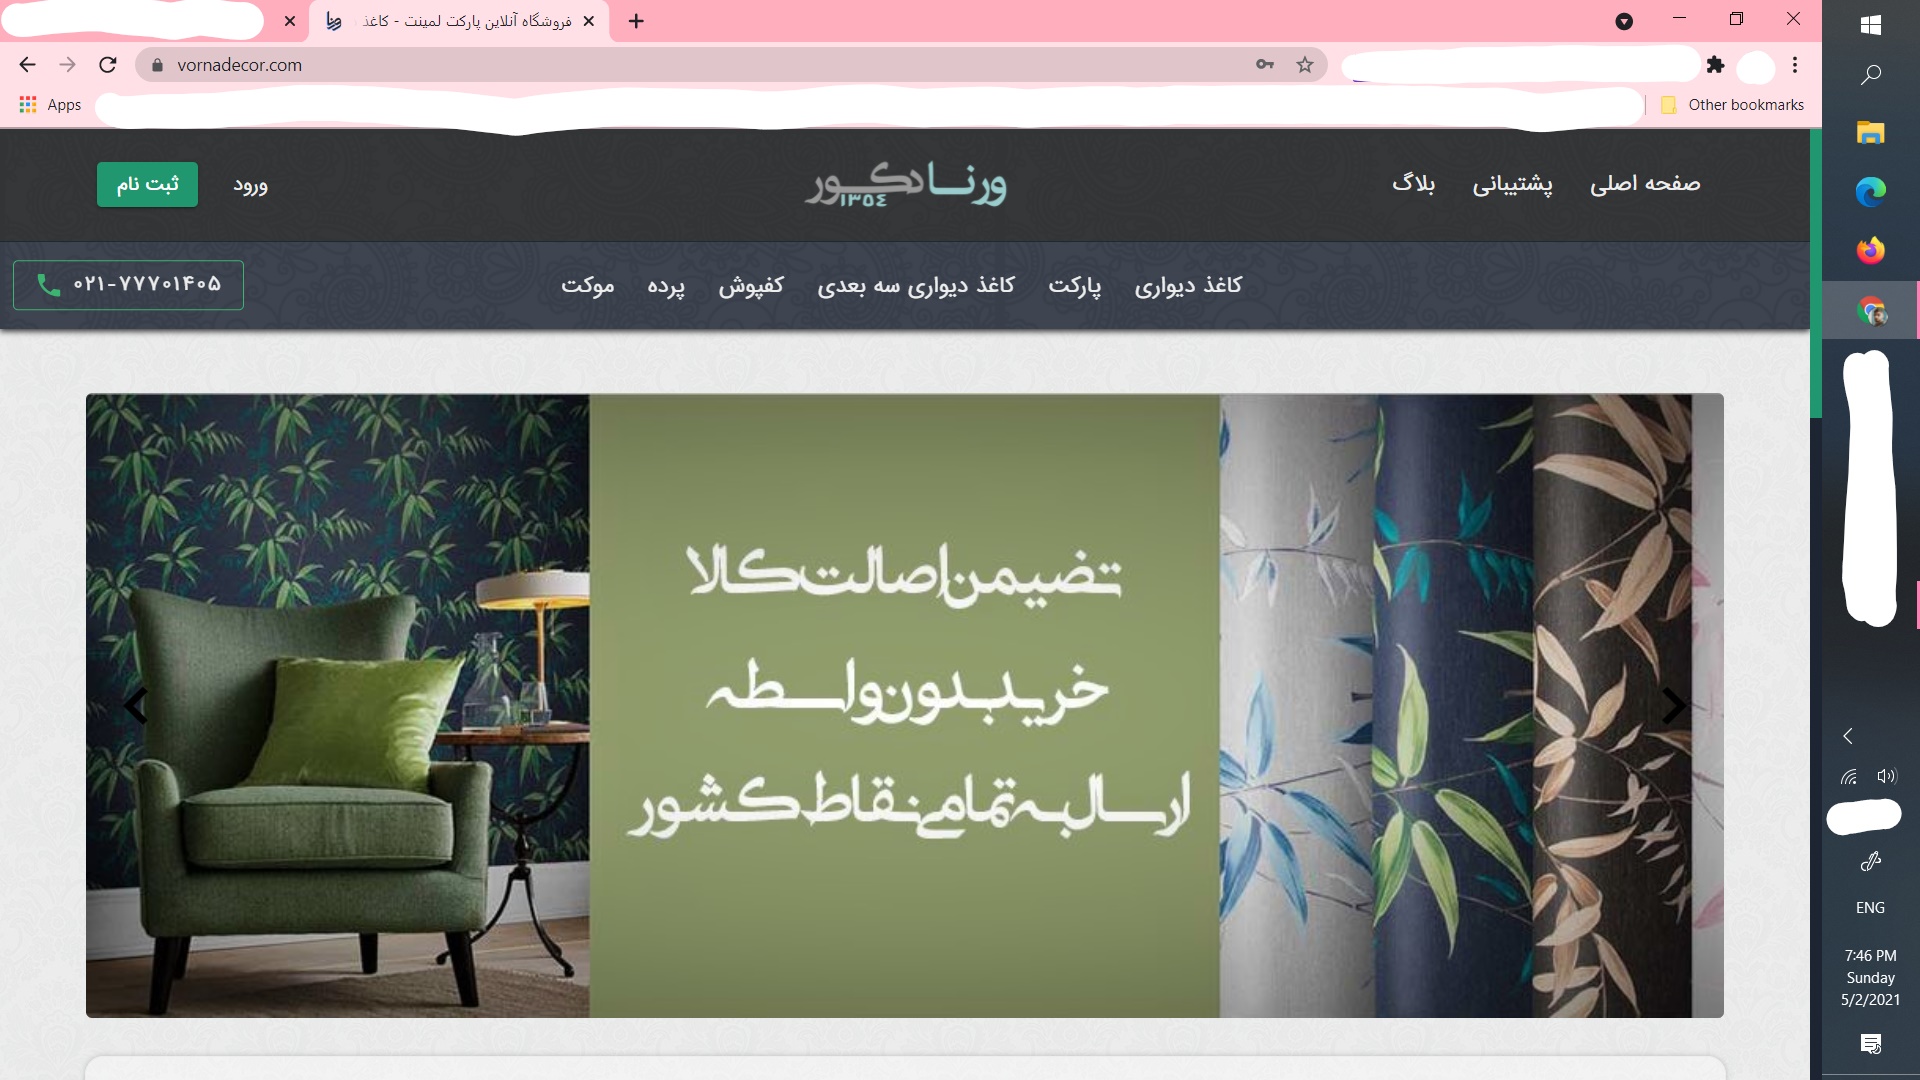 فروشگاه آنلاین پارکت لمینت - کاغذ
vornadecor.com
Apps
Other bookmarks
صفحه اصلی
پشتیبانی
بلاگ
ورنا دکور
۱۳۵٤
ورود
ثبت نام
کاغذ دیواری
پارکت
کاغذ دیواری سه بعدی
کفپوش
پرده
موکت
۰۲۱-۷۷۷۰۱۴۰۵
تضیمن اصالت کالا
خرید بدون واسطه
ارسال به تمامی نقاط کشور
ENG
7:46 PM
Sunday
5/2/2021